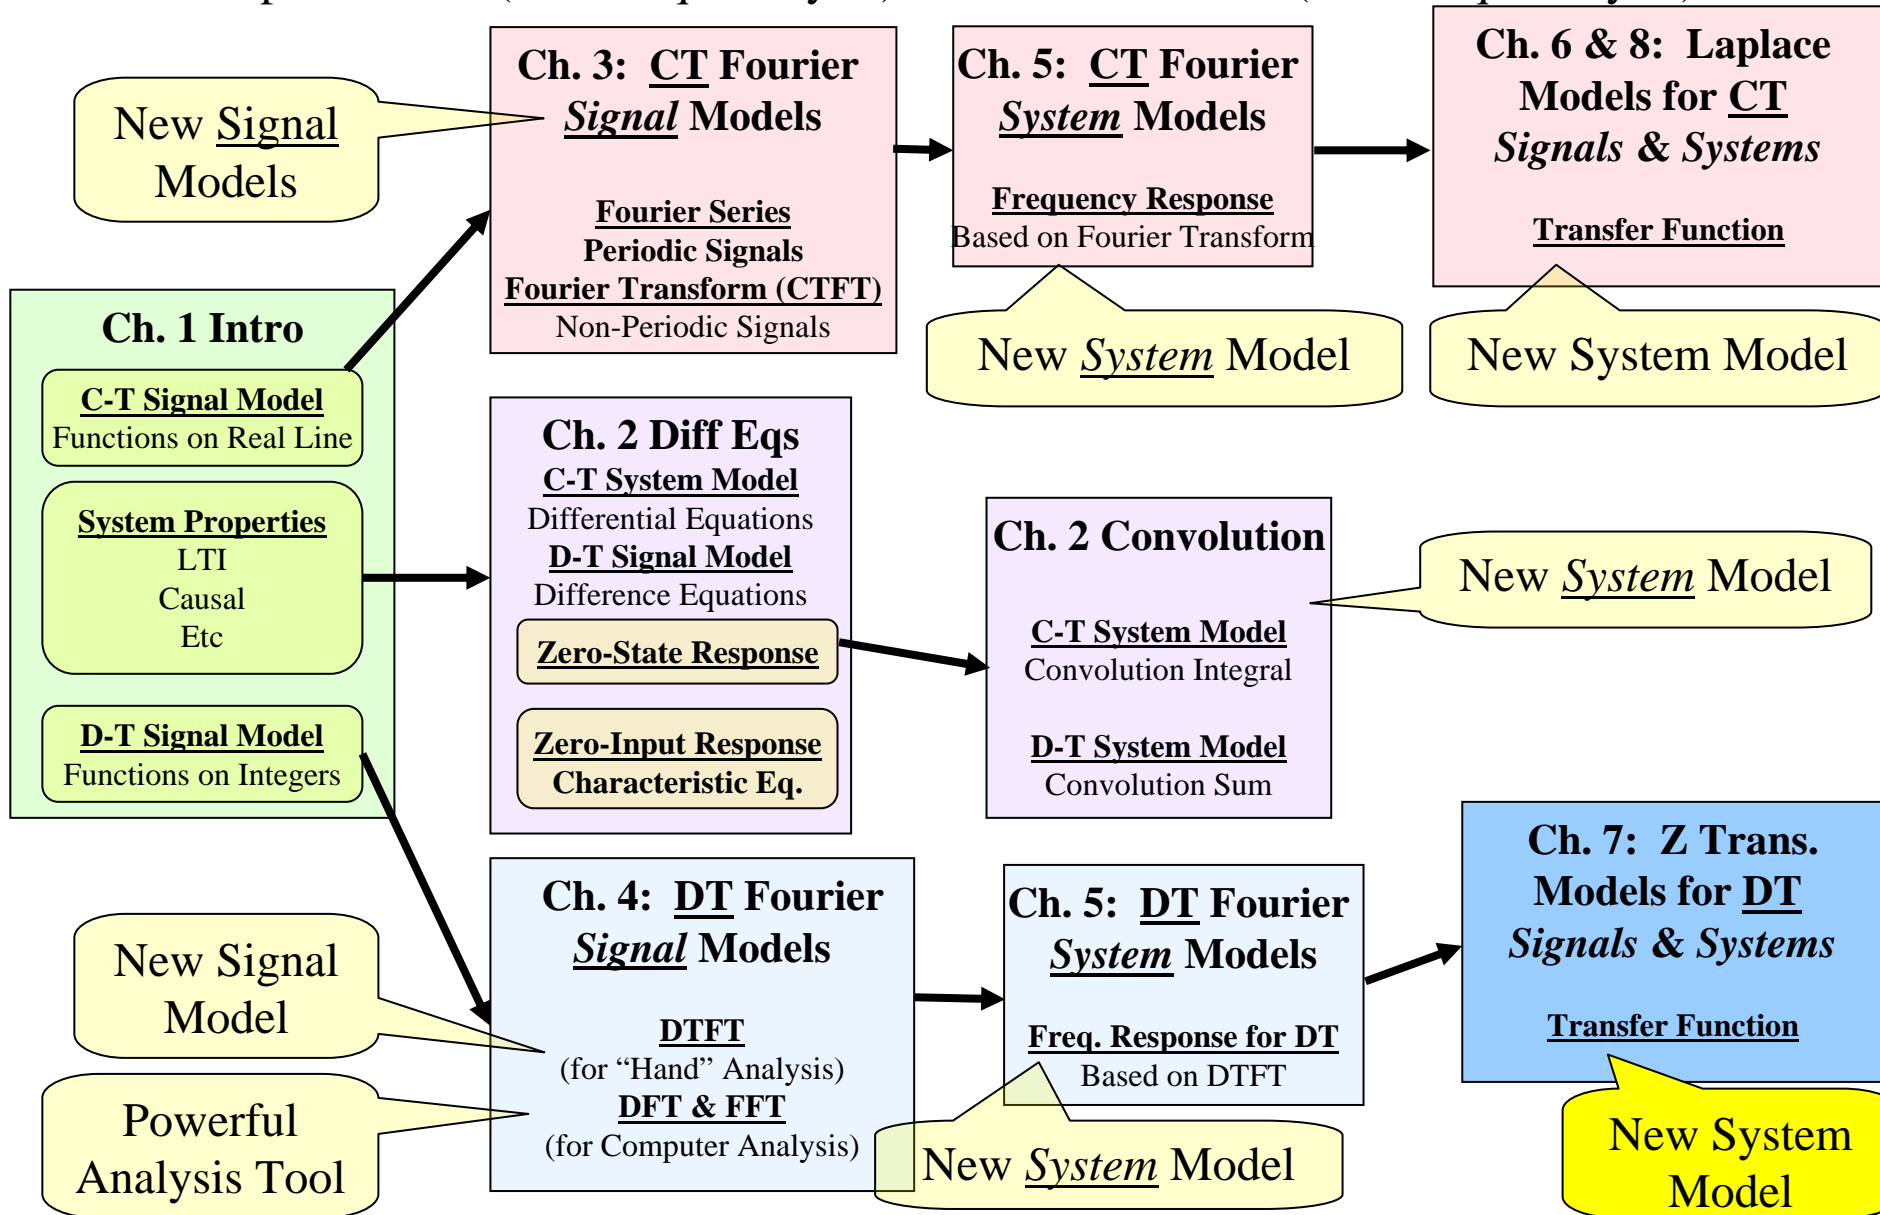 Ch. 3: CT Fourier
Signal Models
Fourier Series
Periodic Signals
Fourier Transform (CTFT)
Non-Periodic Signals
Ch. 5: CT Fourier
System Models
Frequency Response
Based on Fourier Transform
Ch. 6 & 8: Laplace
Models for CT
Signals & Systems
Transfer Function
New Signal
Models
New System Model
New System Model
Ch. 1 Intro
C-T Signal Model
Functions on Real Line
System Properties
LTI
Causal
Etc
D-T Signal Model
Functions on Integers
Ch. 2 Diff Eqs
C-T System Model
Differential Equations
D-T Signal Model
Difference Equations
Zero-State Response
Zero-Input Response
Characteristic Eq.
Ch. 2 Convolution
C-T System Model
Convolution Integral
D-T System Model
Convolution Sum
New System Model
Ch. 4: DT Fourier
Signal Models
DTFT
(for “Hand” Analysis)
DFT & FFT
(for Computer Analysis)
New Signal
Model
Powerful
Analysis Tool
Ch. 5: DT Fourier
System Models
Freq. Response for DT
Based on DTFT
New System Model
Ch. 7: Z Trans.
Models for DT
Signals & Systems
Transfer Function
New System
Model